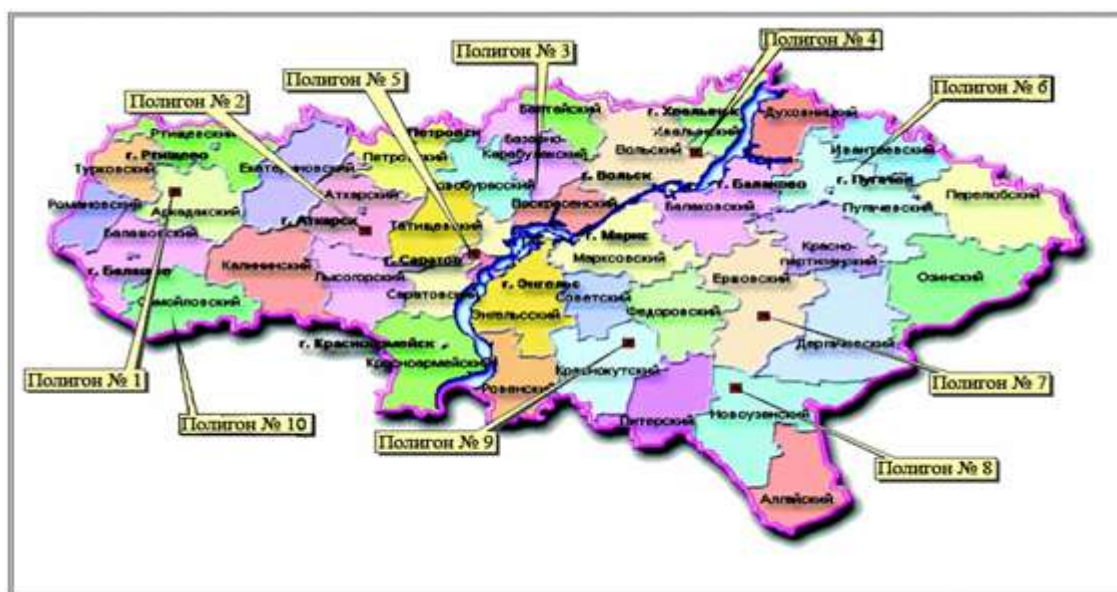 Полигон № 4
Полигон № 3
Полигон № 5
Полигон № 6
Полигон № 2
Балтайский
г. Хвалынск
Духовницкий
Ртищевский
Петровск
Базарно-
Карабулакский
Хвалынский
Ивантеевский
г. Ртищево
Петровский
Вольский
Турковский
Екатериновский
г. Вольск
г. Балаково
г. Пугачев
Перелюбский
Аткарский
Романовский
Аркадакский
Воскресенский
Балаковский
Пугачевский
г. Аткарск
Татищевский
Балашовский
г. Маркс
Красно-
партизанский
г. Саратов
Марксовский
г. Балашов
Калининский
Лысогорский
Ершовский
Озинский
г. Энгельс
Самойловский
Саратовский
Советский
Энгельсский
Федоровский
г. Красноармейск
Дергачевский
Красноармейский
Краснокутский
Полигон № 1
Ровенский
Полигон № 7
Новоузенский
Полигон № 10
Питерский
Полигон № 9
Полигон № 8
Алгайский